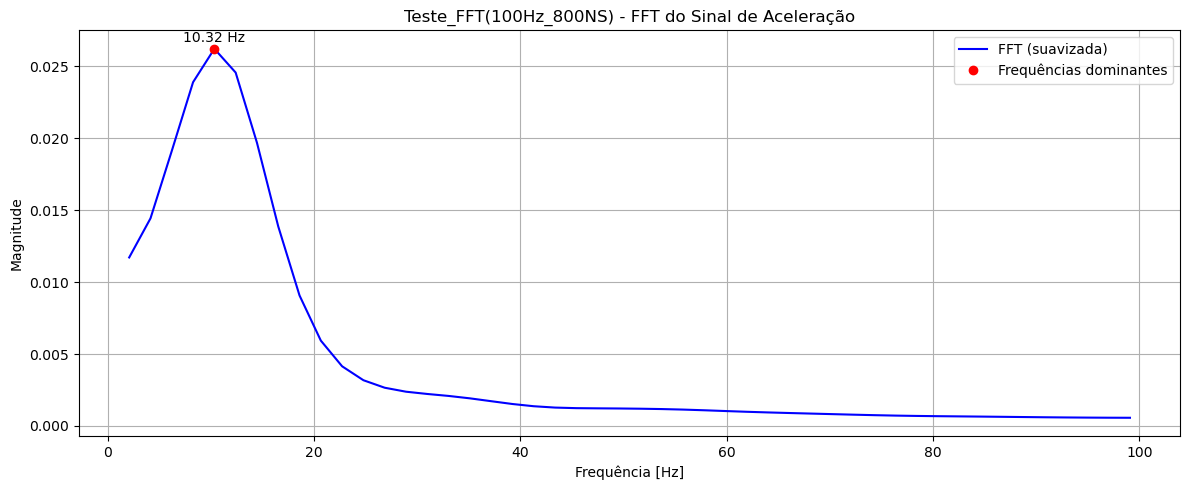 Teste_FFT(100Hz_800NS) - FFT do Sinal de Aceleração
10.32 Hz
FFT (suavizada)
Frequências dominantes
Magnitude
0.025
0.020
0.015
0.010
0.005
0.000
0 20 40 60 80 100
Frequência [Hz]